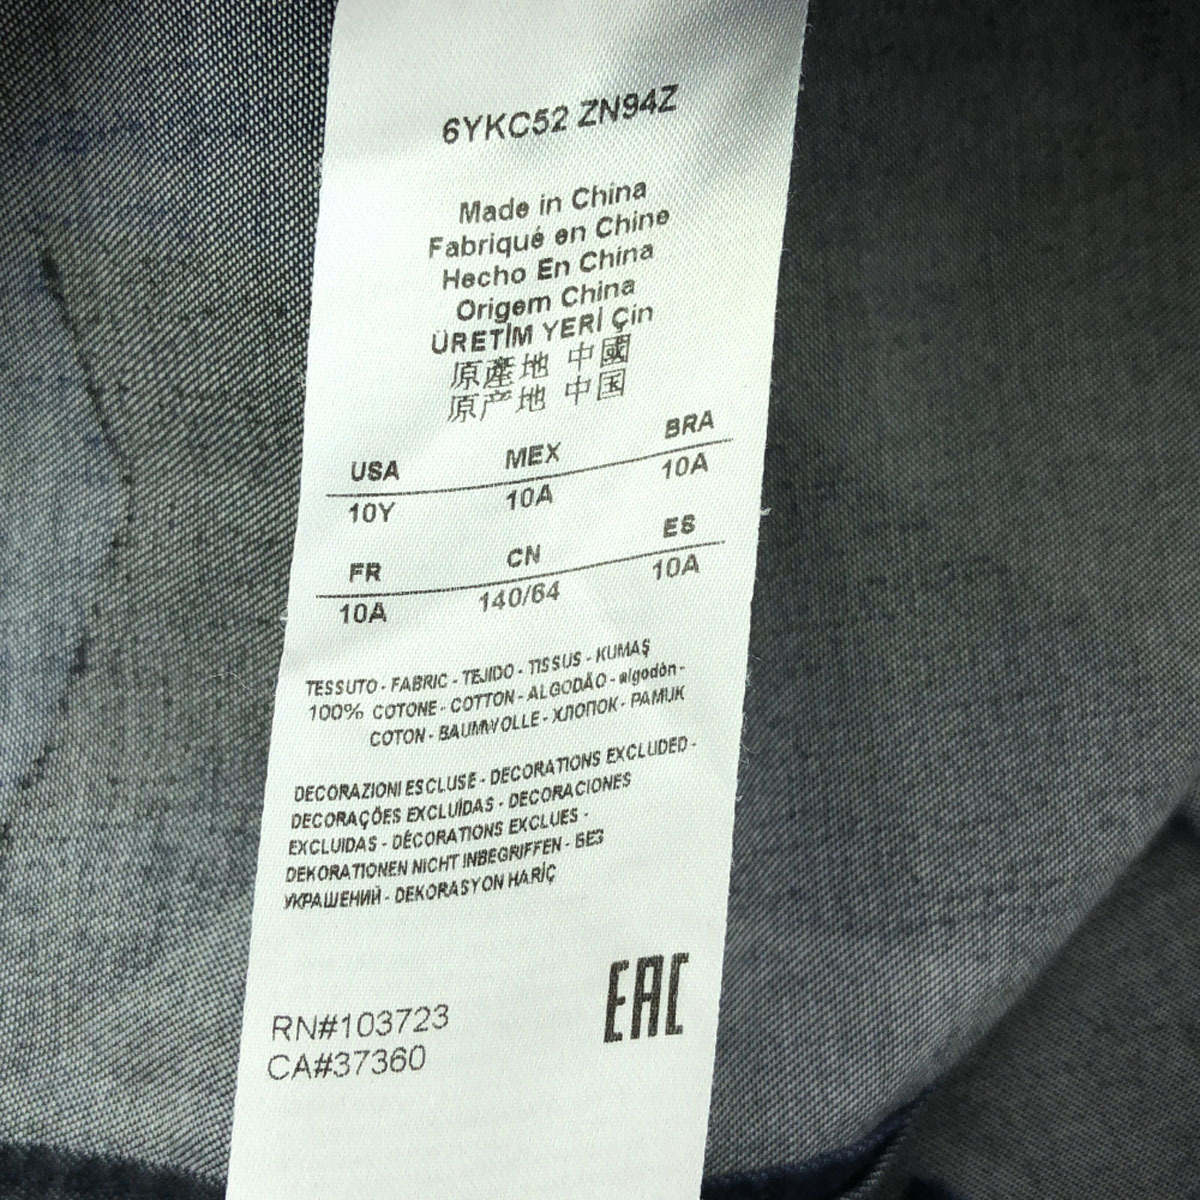 6YKC52 ZN94Z
Made in China
Fabriqué en Chine
Hecho En China
Origem China
ÜRETİM YERİ Çin
原產地 中國
原产地 中国
USA MEX BRA
10Y 10A 10A
FR CN ES
10A 140/64 10A
TESSUTO - FABRIC - TEJIDO - TISSUS - KUMAŞ
100% COTONE - COTTON - ALGODÃO - algodòn -
COTON - BAUMWOLLE - ХЛОПОК - PAMUK
DECORAZIONI ESCLUSE - DECORATIONS EXCLUDED -
DECORAÇÕES EXCLUÍDAS - DECORACIONES
EXCLUIDAS - DÉCORATIONS EXCLUES -
DEKORATIONEN NICHT INBEGRIFFEN - БЕЗ
УКРАШЕНИЙ - DEKORASYON HARİÇ
EAC
RN#103723
CA#37360